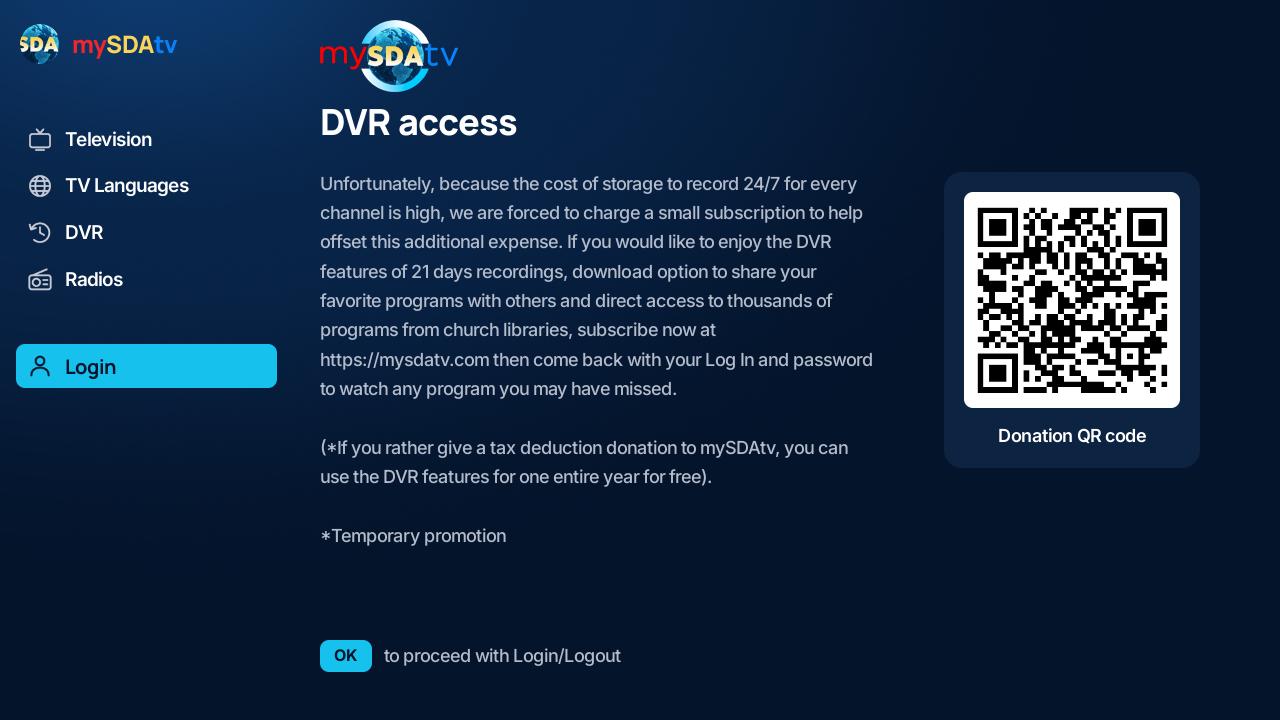 SDA mySDAtv
mySDAtv
DVR access
Television
TV Languages
DVR
Radios
Login
Unfortunately, because the cost of storage to record 24/7 for every
channel is high, we are forced to charge a small subscription to help
offset this additional expense. If you would like to enjoy the DVR
features of 21 days recordings, download option to share your
favorite programs with others and direct access to thousands of
programs from church libraries, subscribe now at
https://mysdatv.com then come back with your Log In and password
to watch any program you may have missed.
(*If you rather give a tax deduction donation to mySDAtv, you can
use the DVR features for one entire year for free).
*Temporary promotion
Donation QR code
OK to proceed with Login/Logout